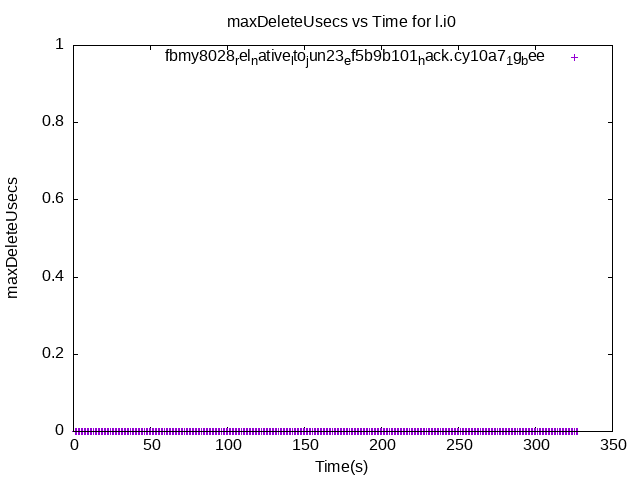 maxDeleteUsecs vs Time for l.i0
fbmy8028relnativeltojun23ef5b9b101hack.cy10a71gbee
1
0.8
0.6
0.4
0.2
0
maxDeleteUsecs
0 50 100 150 200 250 300 350
Time(s)